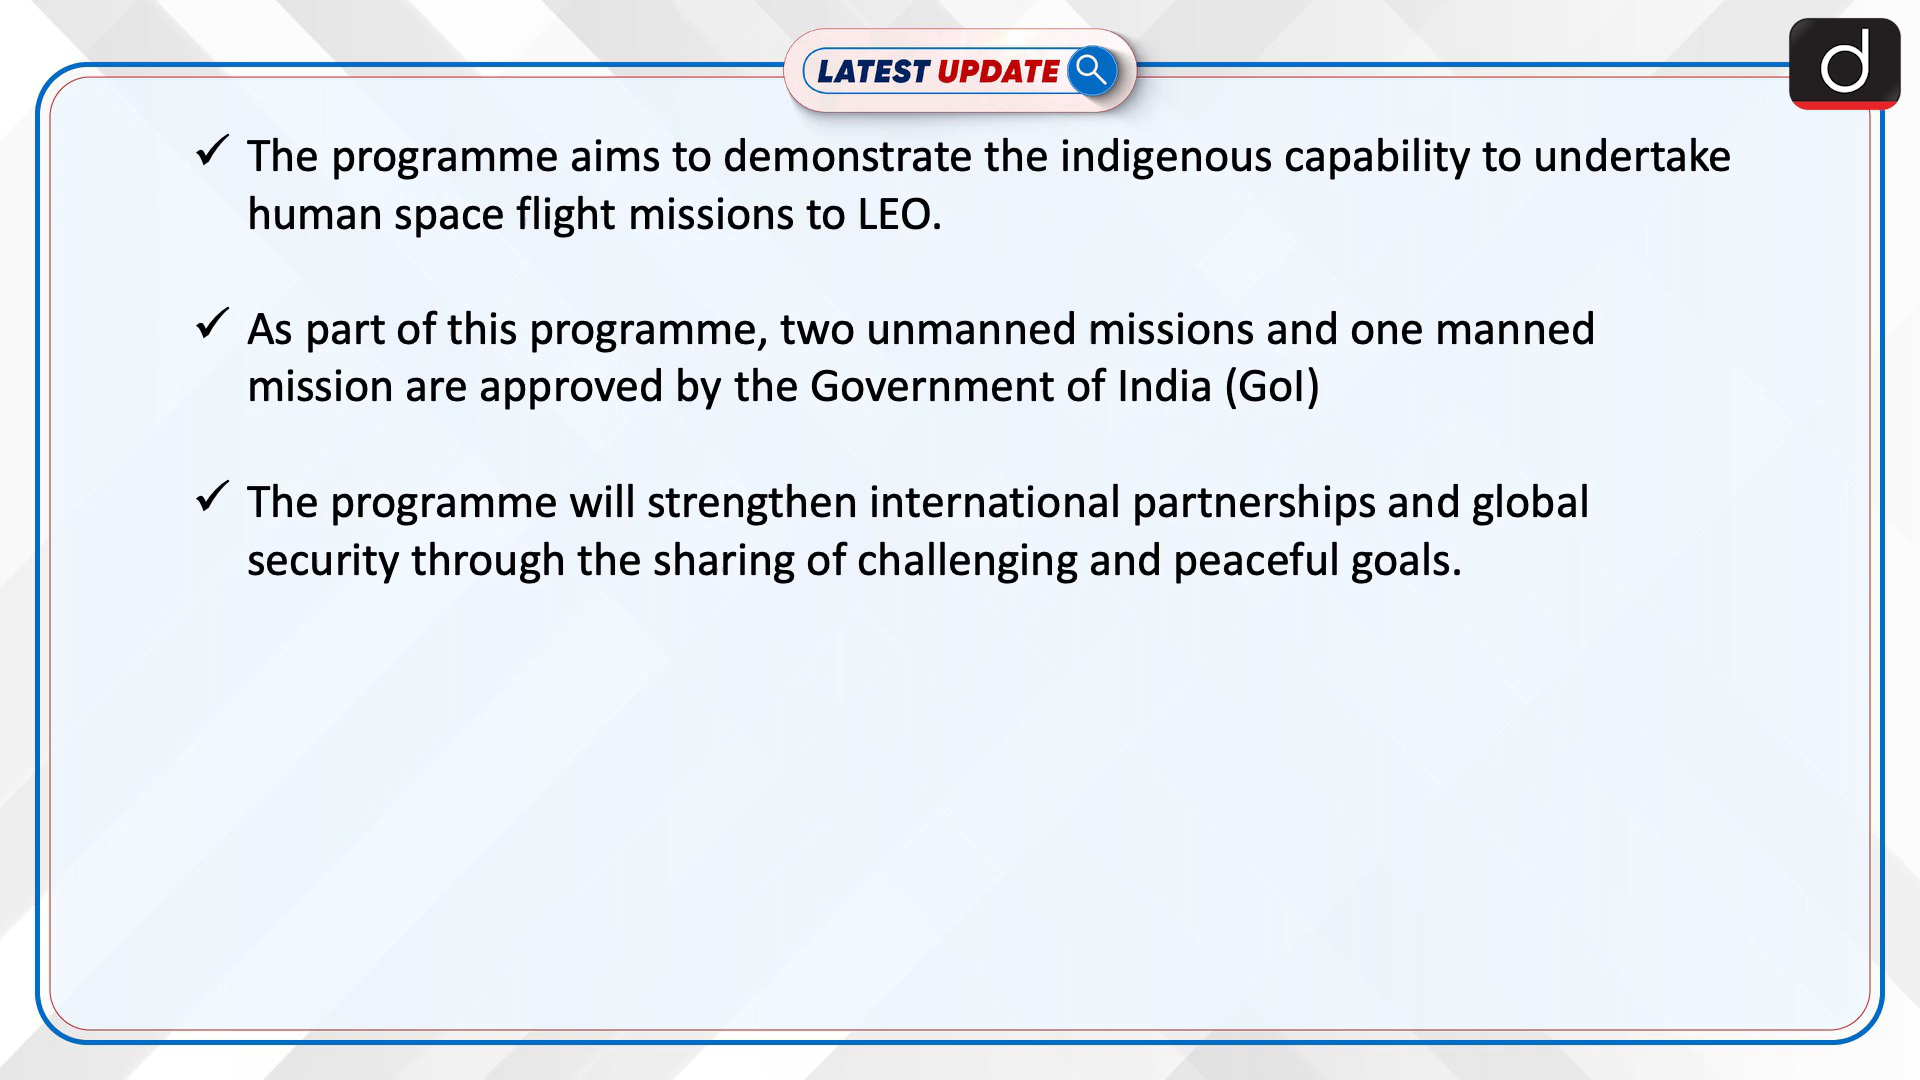 LATEST UPDATE
d
✓ The programme aims to demonstrate the indigenous capability to undertake
human space flight missions to LEO.
✓ As part of this programme, two unmanned missions and one manned
mission are approved by the Government of India (GoI)
✓ The programme will strengthen international partnerships and global
security through the sharing of challenging and peaceful goals.